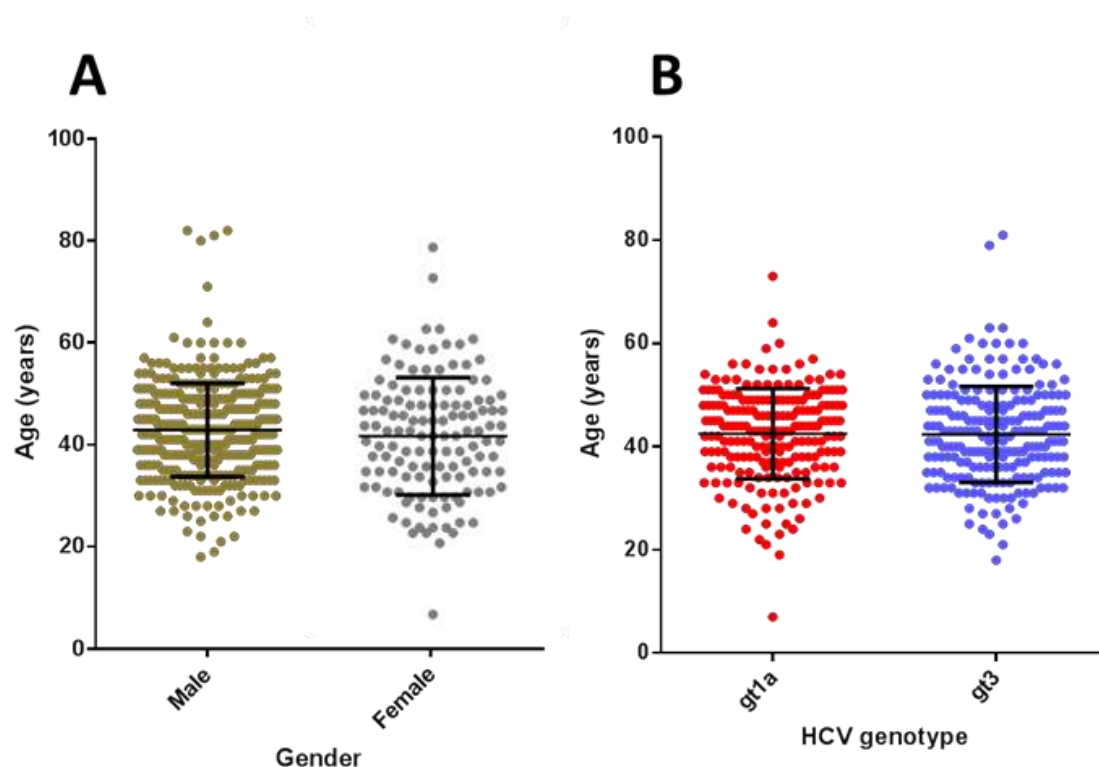 A
100
80
60
40
20
0
Age (years)
Male
Female
Gender
B
100
80
60
40
20
0
Age (years)
gt1a
gt3
HCV genotype